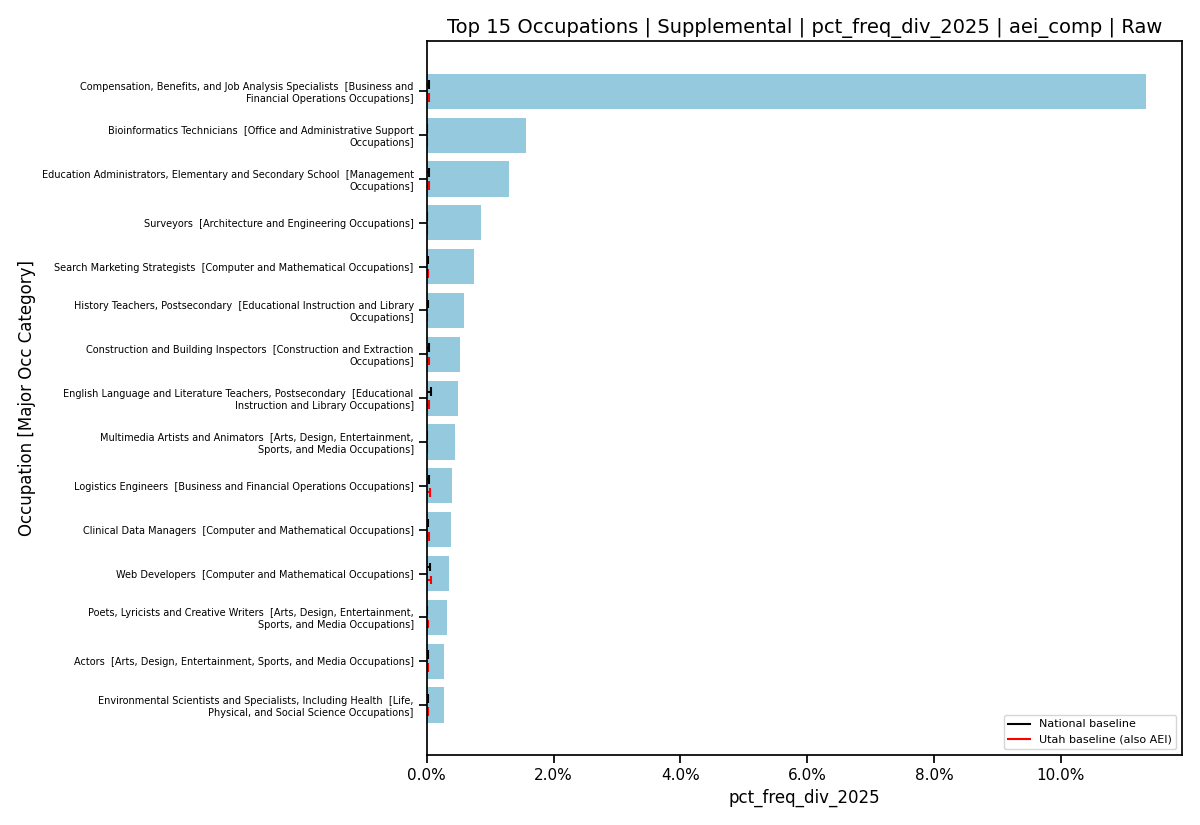 Top 15 Occupations | Supplemental | pct_freq_div_2025 | aei_comp | Raw
Occupation [Major Occ Category]
Compensation, Benefits, and Job Analysis Specialists  [Business and
Financial Operations Occupations]
Bioinformatics Technicians  [Office and Administrative Support
Occupations]
Education Administrators, Elementary and Secondary School  [Management
Occupations]
Surveyors  [Architecture and Engineering Occupations]
Search Marketing Strategists  [Computer and Mathematical Occupations]
History Teachers, Postsecondary  [Educational Instruction and Library
Occupations]
Construction and Building Inspectors  [Construction and Extraction
Occupations]
English Language and Literature Teachers, Postsecondary  [Educational
Instruction and Library Occupations]
Multimedia Artists and Animators  [Arts, Design, Entertainment,
Sports, and Media Occupations]
Logistics Engineers  [Business and Financial Operations Occupations]
Clinical Data Managers  [Computer and Mathematical Occupations]
Web Developers  [Computer and Mathematical Occupations]
Poets, Lyricists and Creative Writers  [Arts, Design, Entertainment,
Sports, and Media Occupations]
Actors  [Arts, Design, Entertainment, Sports, and Media Occupations]
Environmental Scientists and Specialists, Including Health  [Life,
Physical, and Social Science Occupations]
National baseline
Utah baseline (also AEI)
0.0% 2.0% 4.0% 6.0% 8.0% 10.0%
pct_freq_div_2025